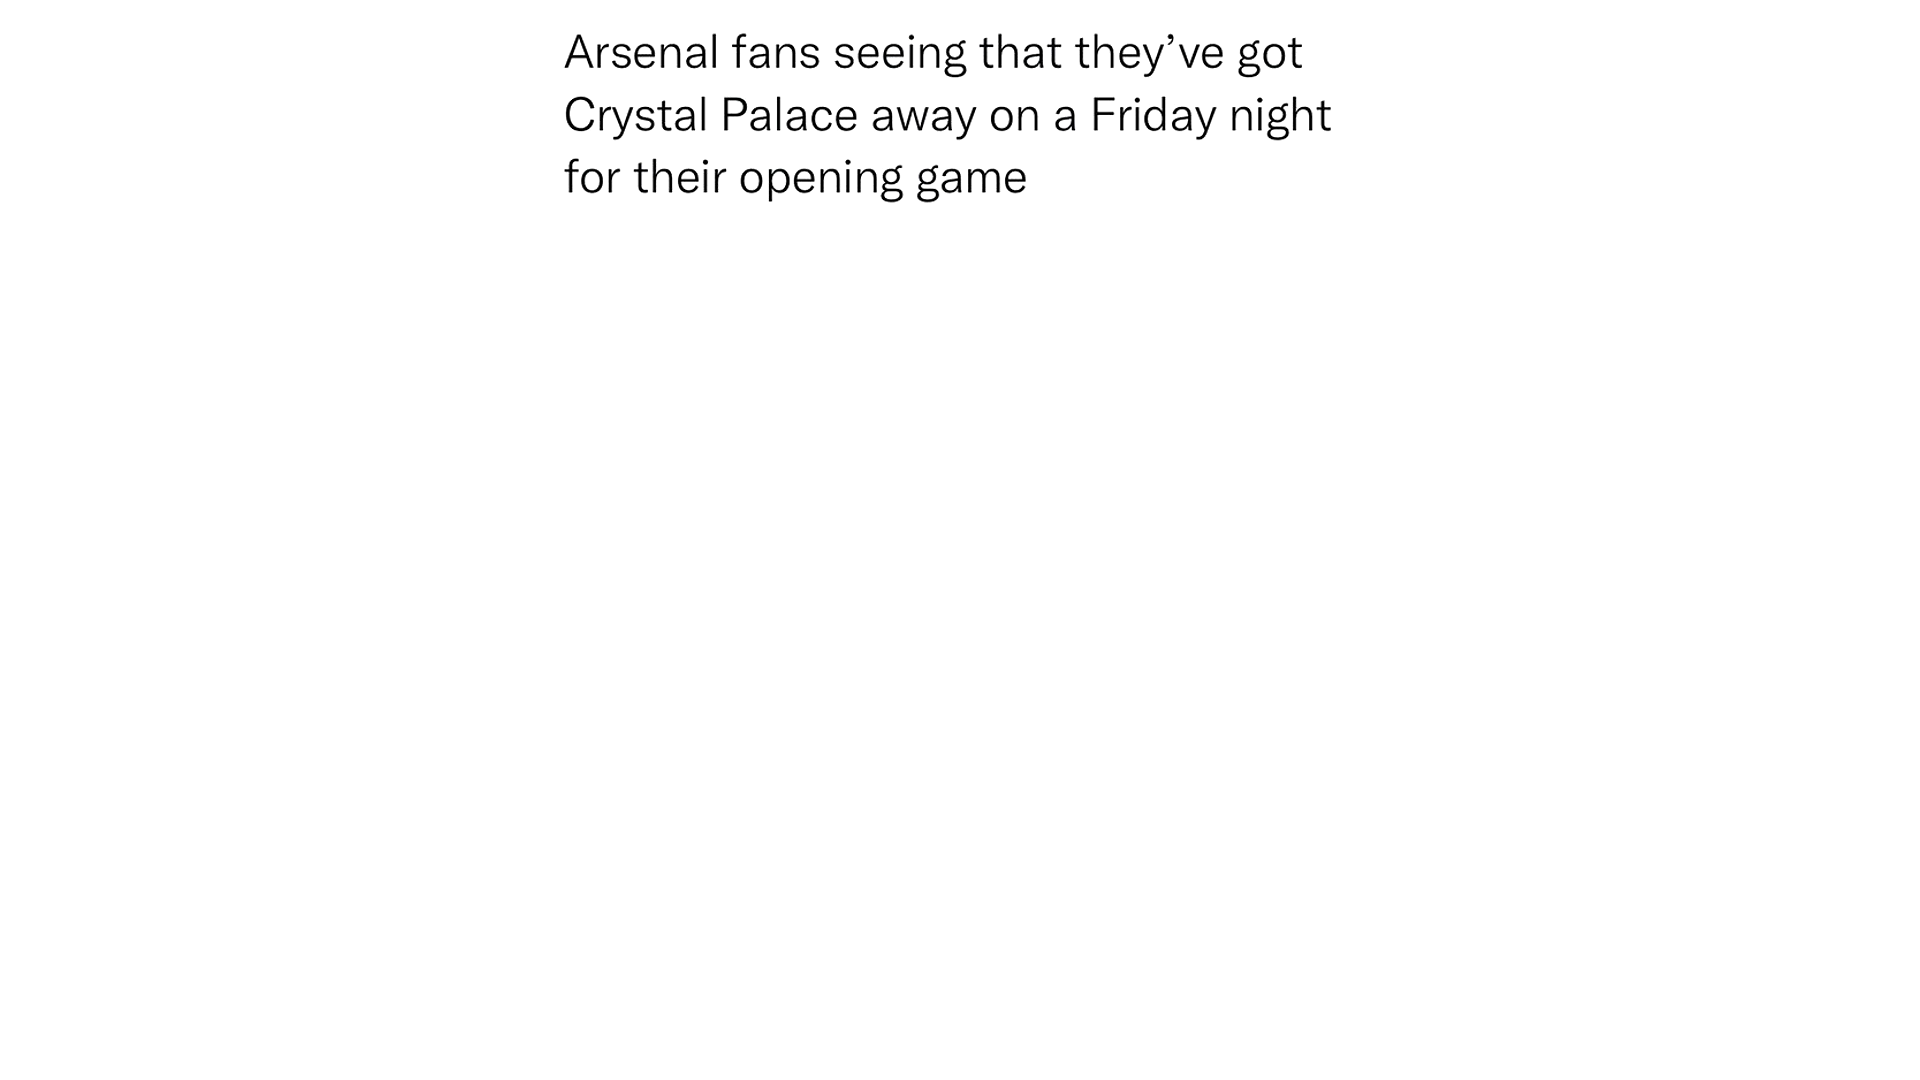 Arsenal fans seeing that they’ve got
Crystal Palace away on a Friday night
for their opening game